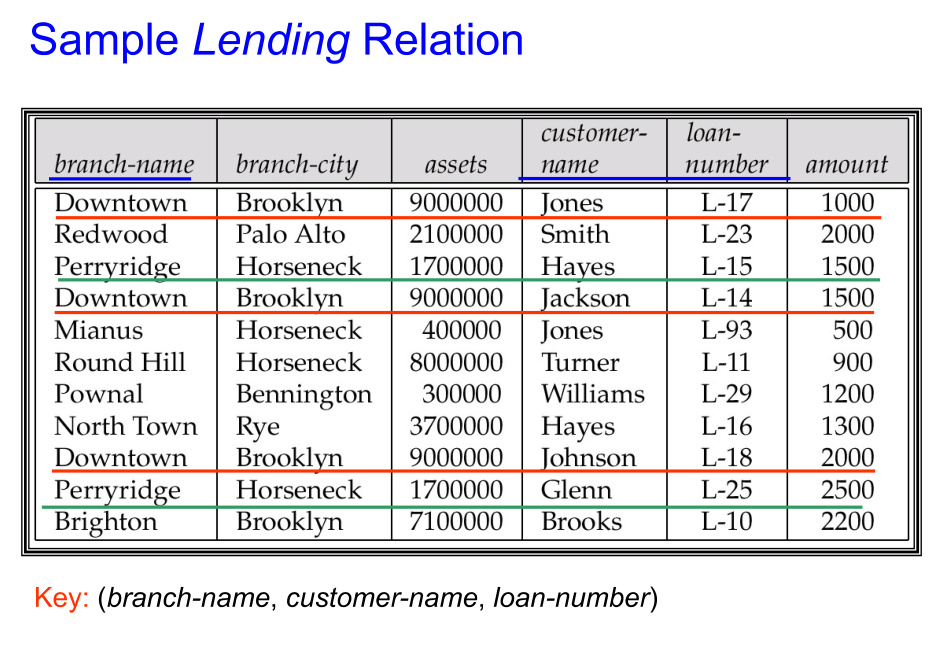 Sample Lending Relation
branch-name branch-city assets customer-name loan-number amount
Downtown Brooklyn 9000000 Jones L-17 1000
Redwood Palo Alto 2100000 Smith L-23 2000
Perryridge Horseneck 1700000 Hayes L-15 1500
Downtown Brooklyn 9000000 Jackson L-14 1500
Mianus Horseneck 400000 Jones L-93 500
Round Hill Horseneck 8000000 Turner L-11 900
Pownal Bennington 300000 Williams L-29 1200
North Town Rye 3700000 Hayes L-16 1300
Downtown Brooklyn 9000000 Johnson L-18 2000
Perryridge Horseneck 1700000 Glenn L-25 2500
Brighton Brooklyn 7100000 Brooks L-10 2200
Key: (branch-name, customer-name, loan-number)